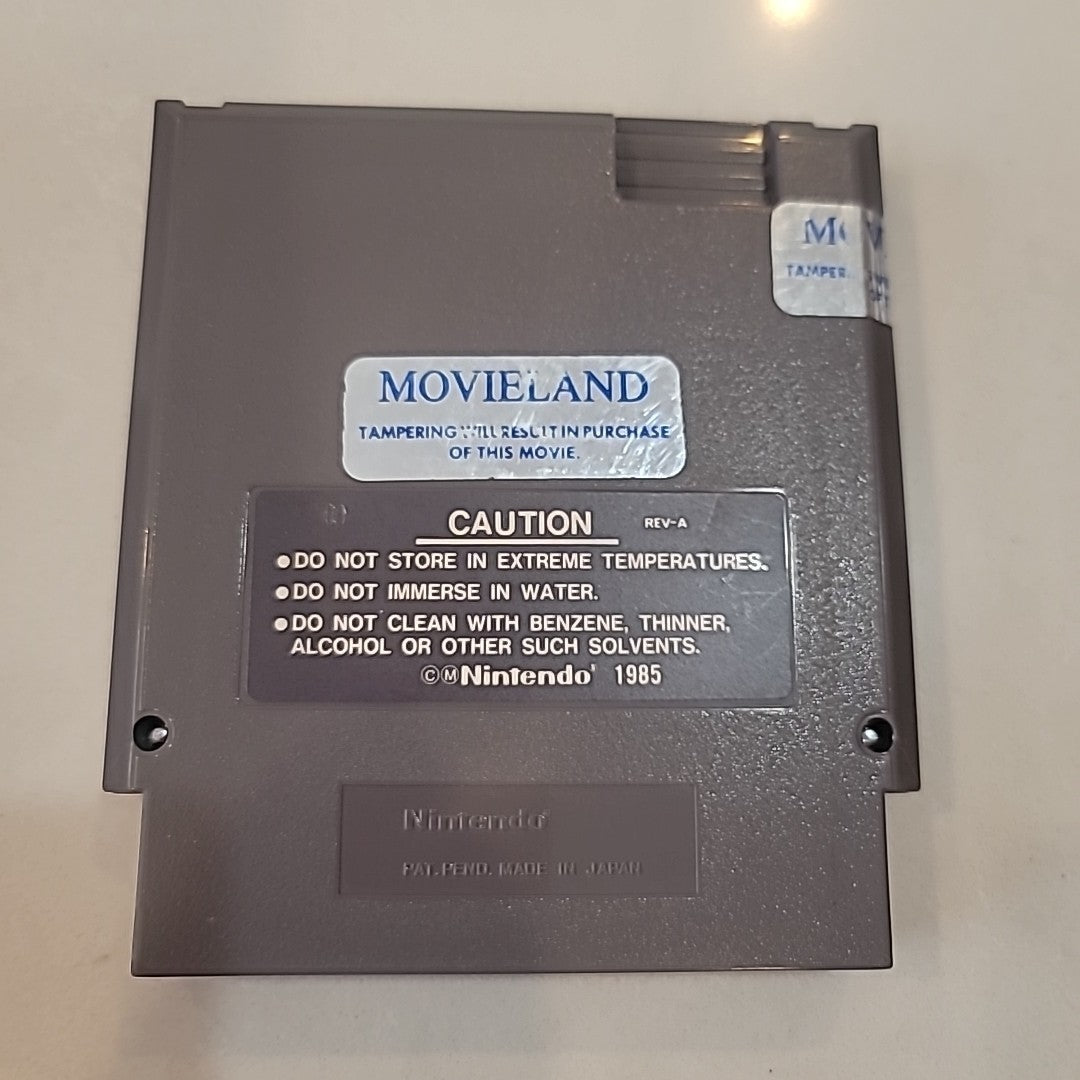 M
TAMPER
MOVIELAND
TAMPERING WILL RESULT IN PURCHASE
OF THIS MOVIE.
CAUTION REV-A
●DO NOT STORE IN EXTREME TEMPERATURES.
●DO NOT IMMERSE IN WATER.
●DO NOT CLEAN WITH BENZENE, THINNER,
ALCOHOL OR OTHER SUCH SOLVENTS.
©Ⓜ Nintendo® 1985
Nintendo®
PAT. PEND. MADE IN JAPAN